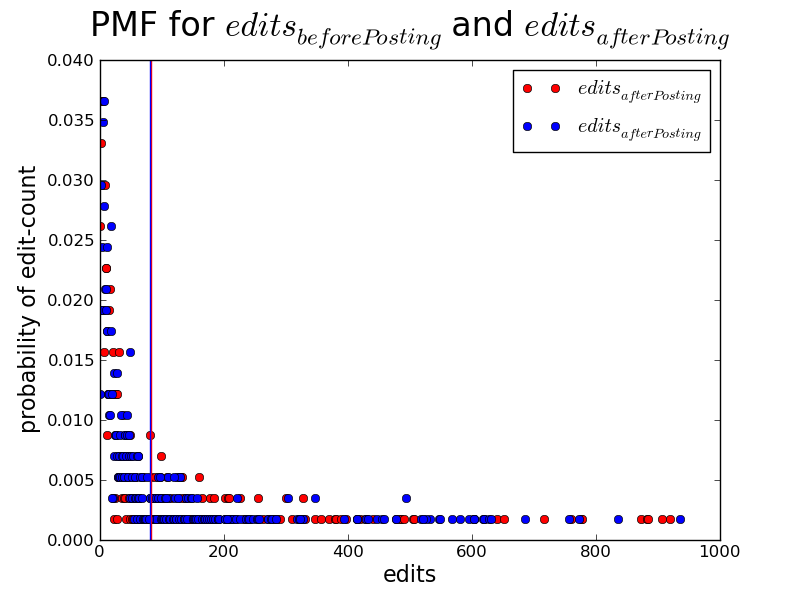 PMF for edits_beforePosting and edits_afterPosting
0.040
0.035
0.030
0.025
0.020
0.015
0.010
0.005
0.000
probability of edit-count
edits_afterPosting
edits_afterPosting
0 200 400 600 800 1000
edits